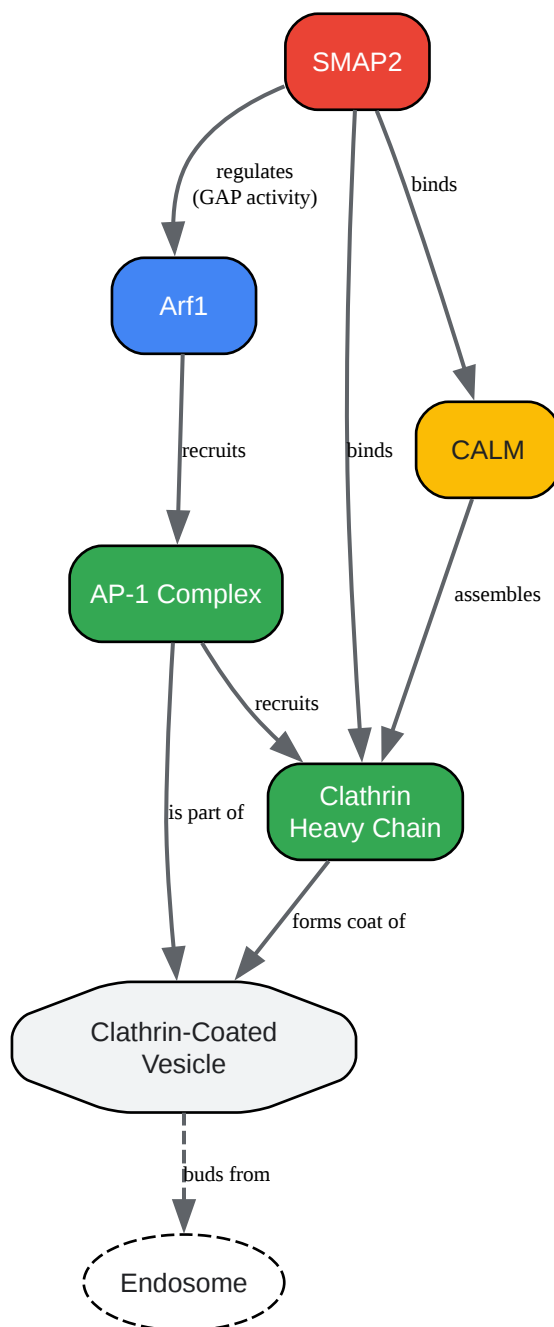 SMAP2
regulates
(GAP activity)
binds
Arf1
recruits
binds
CALM
AP-1 Complex
assembles
recruits
is part of
Clathrin
Heavy Chain
forms coat of
Clathrin-Coated
Vesicle
buds from
Endosome